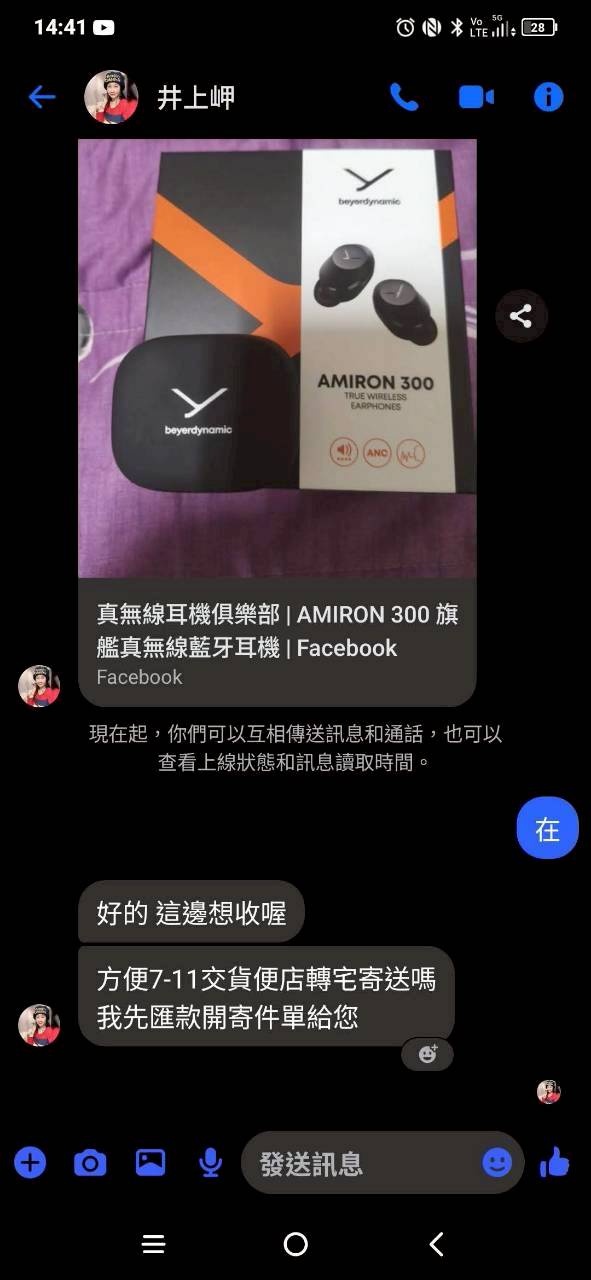 14:41
Vo
LTE
5G
28
井上岬
beyerdynamic
AMIRON 300
TRUE WIRELESS
EARPHONES
ANC
beyerdynamic
真無線耳機俱樂部 | AMIRON 300 旗
艦真無線藍牙耳機 | Facebook
Facebook
現在起，你們可以互相傳送訊息和通話，也可以
查看上線狀態和訊息讀取時間。
在
好的 這邊想收喔
方便7-11交貨便店轉宅寄送嗎
我先匯款開寄件單給您
發送訊息